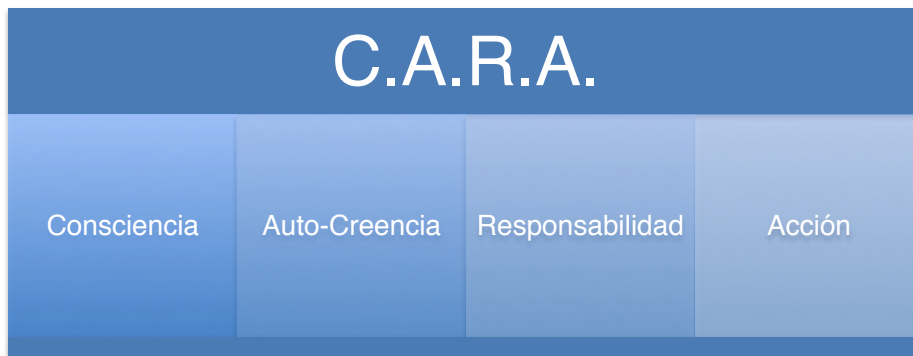 C.A.R.A.
Consciencia
Auto-Creencia
Responsabilidad
Acción